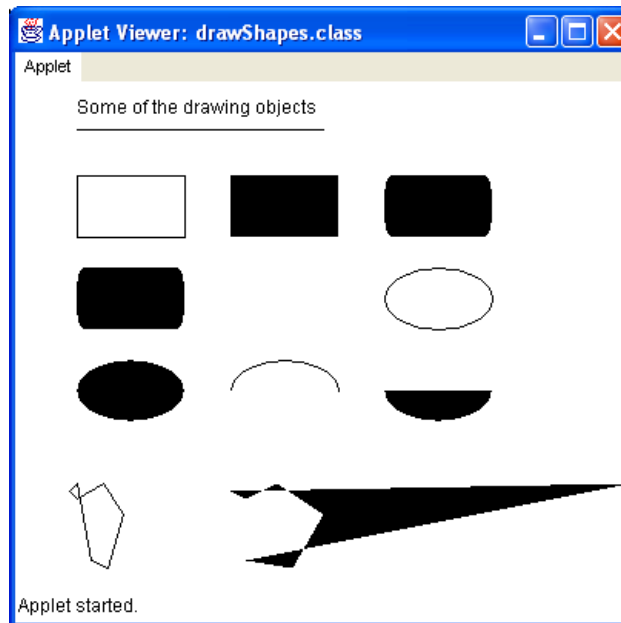 Applet Viewer: drawShapes.class
Applet
Some of the drawing objects
Applet started.